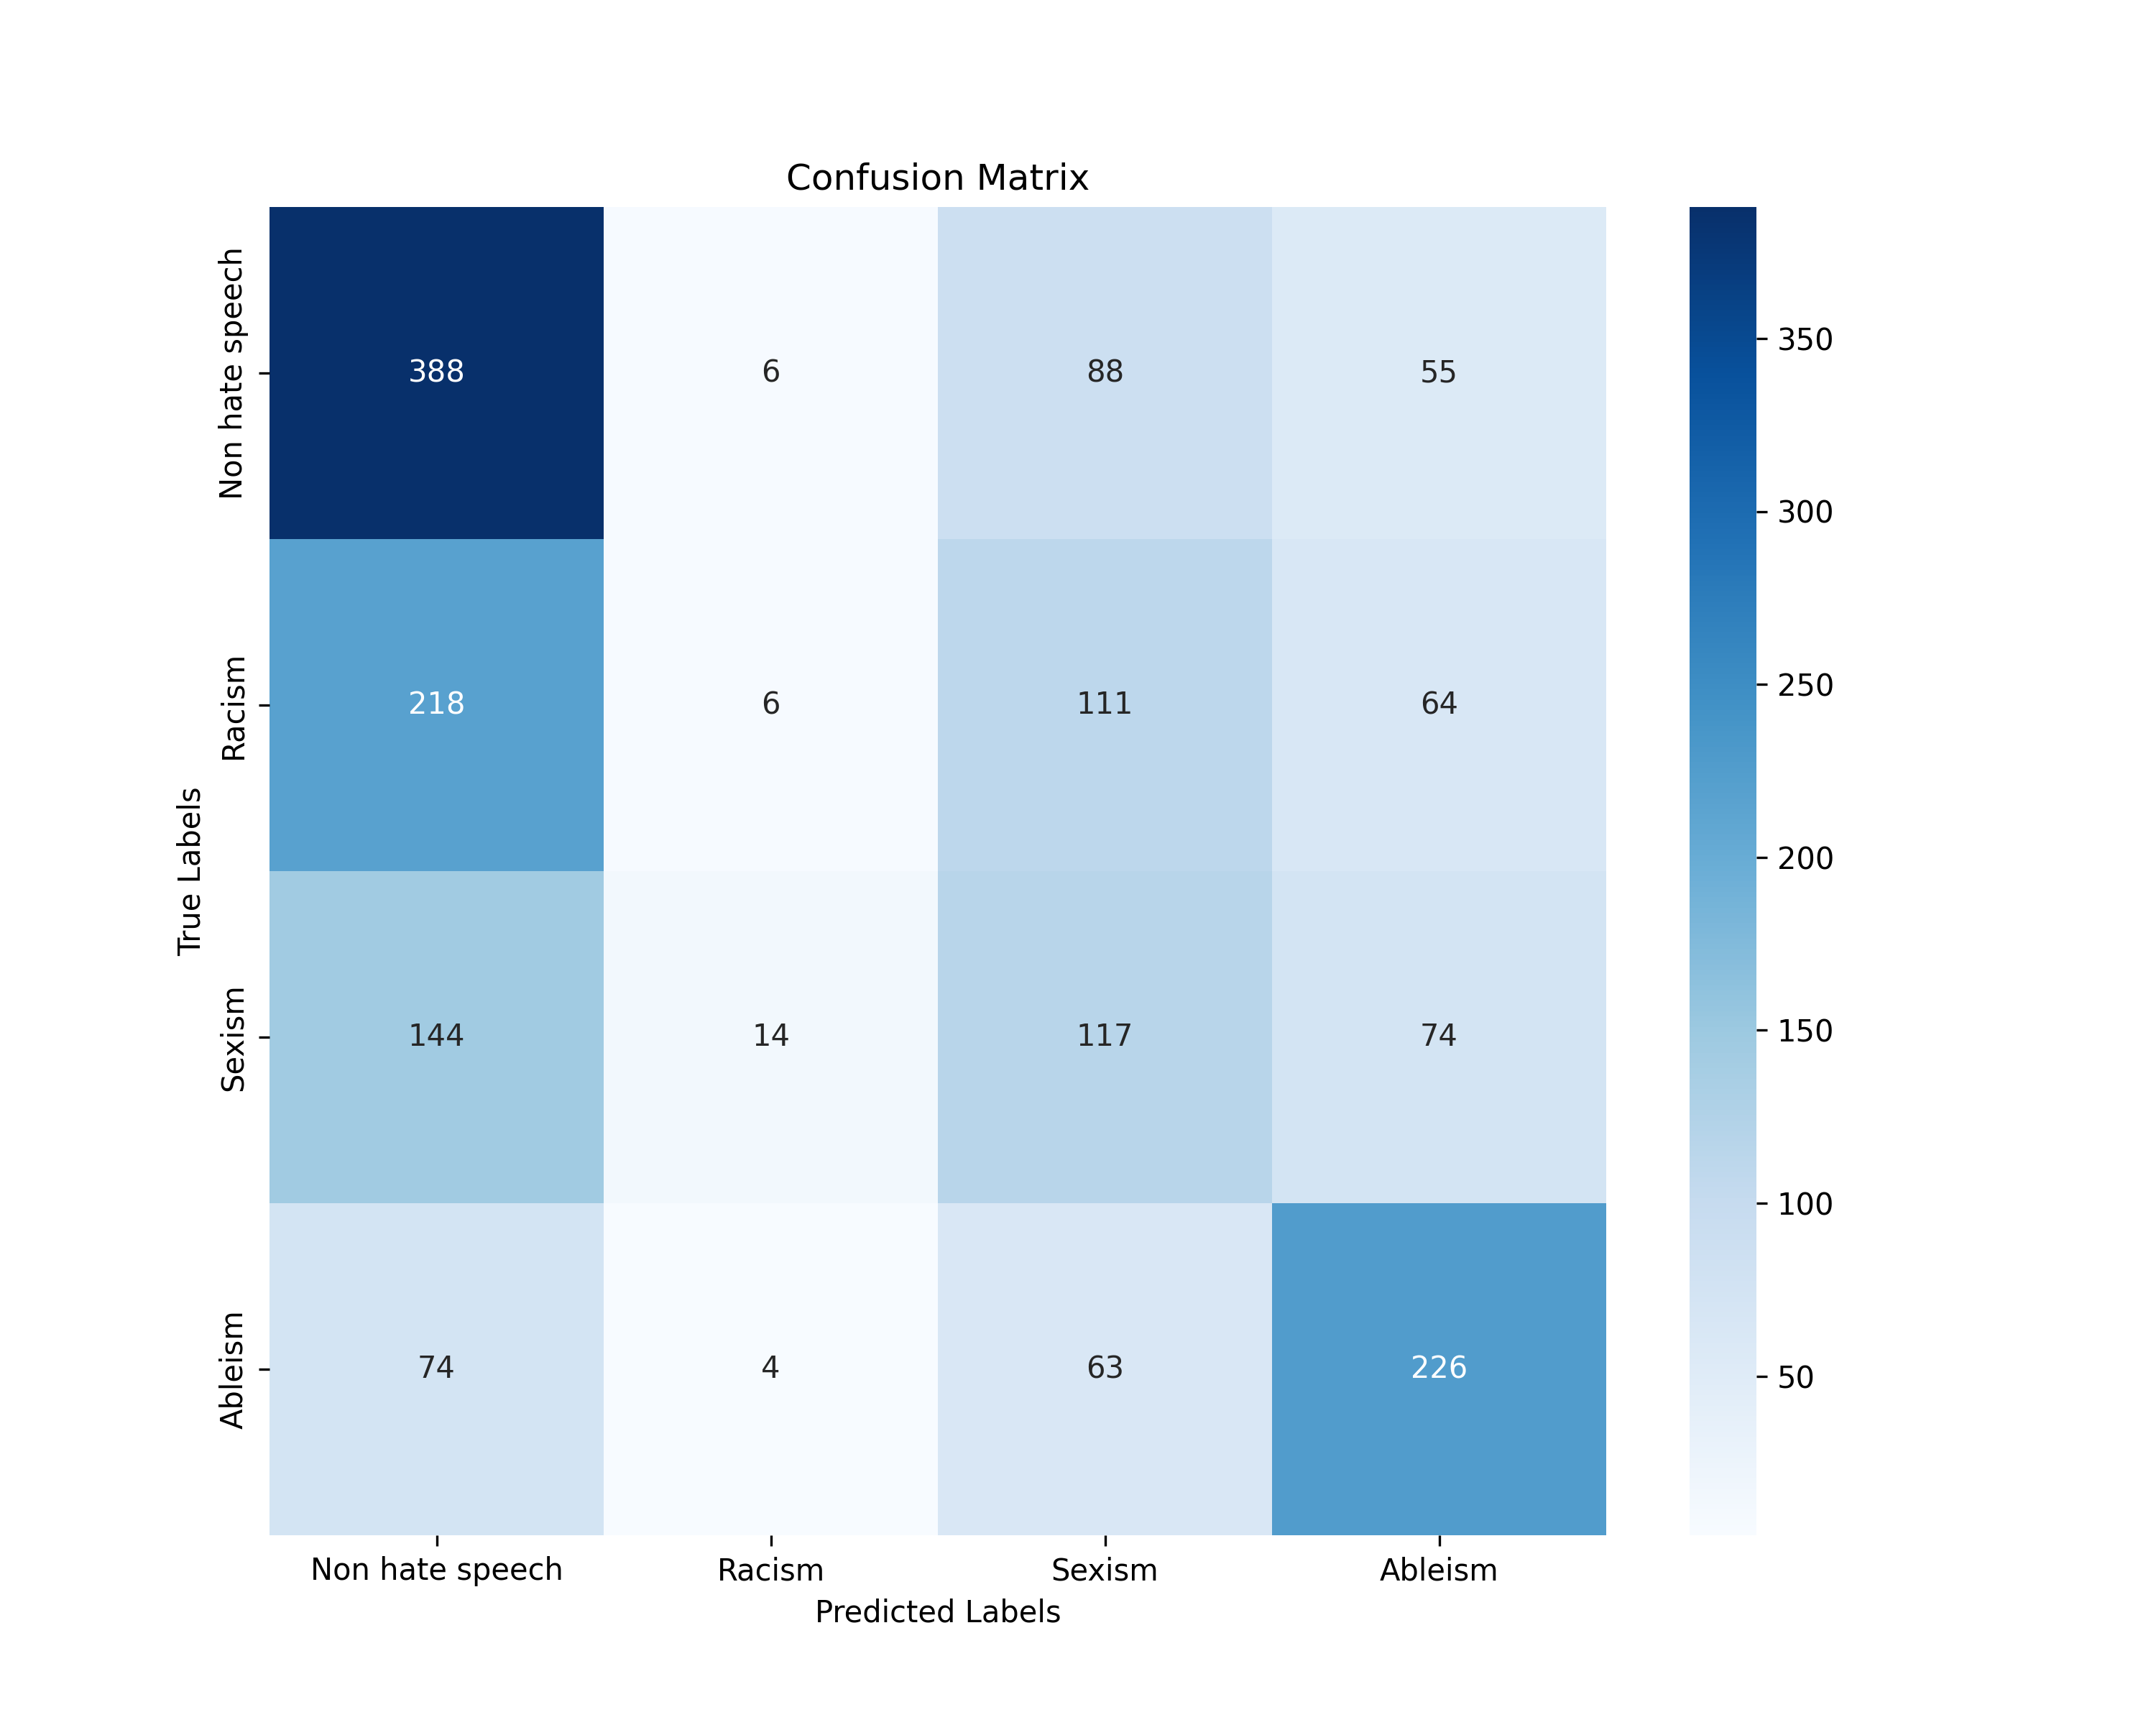 Confusion Matrix
True Labels
Non hate speech
388 6 88 55
Racism
218 6 111 64
Sexism
144 14 117 74
Ableism
74 4 63 226
Non hate speech Racism Sexism Ableism
Predicted Labels
350
300
250
200
150
100
50